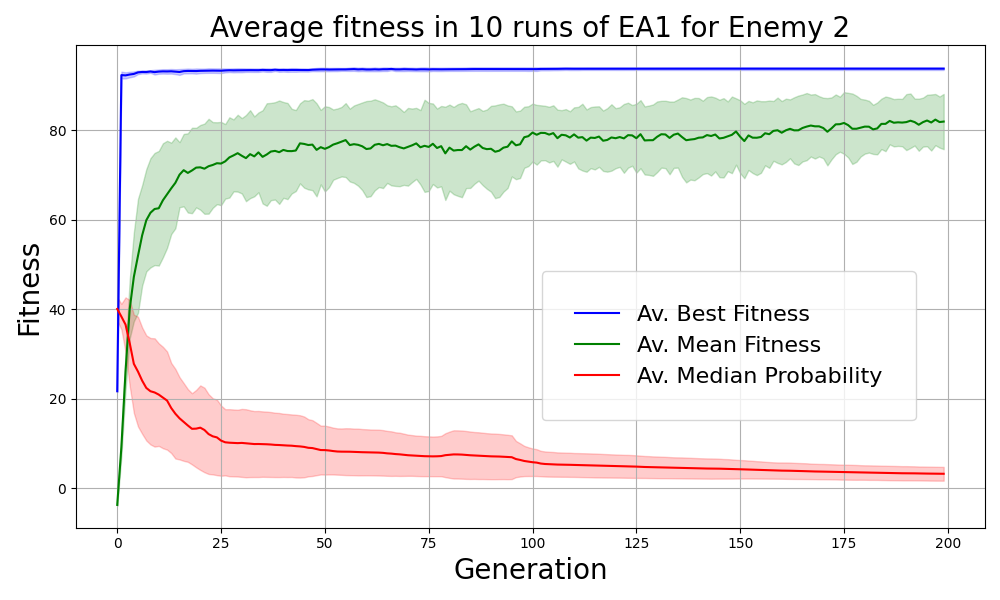 Average fitness in 10 runs of EA1 for Enemy 2
Fitness
80
60
40
20
0
Av. Best Fitness
Av. Mean Fitness
Av. Median Probability
0 25 50 75 100 125 150 175 200
Generation